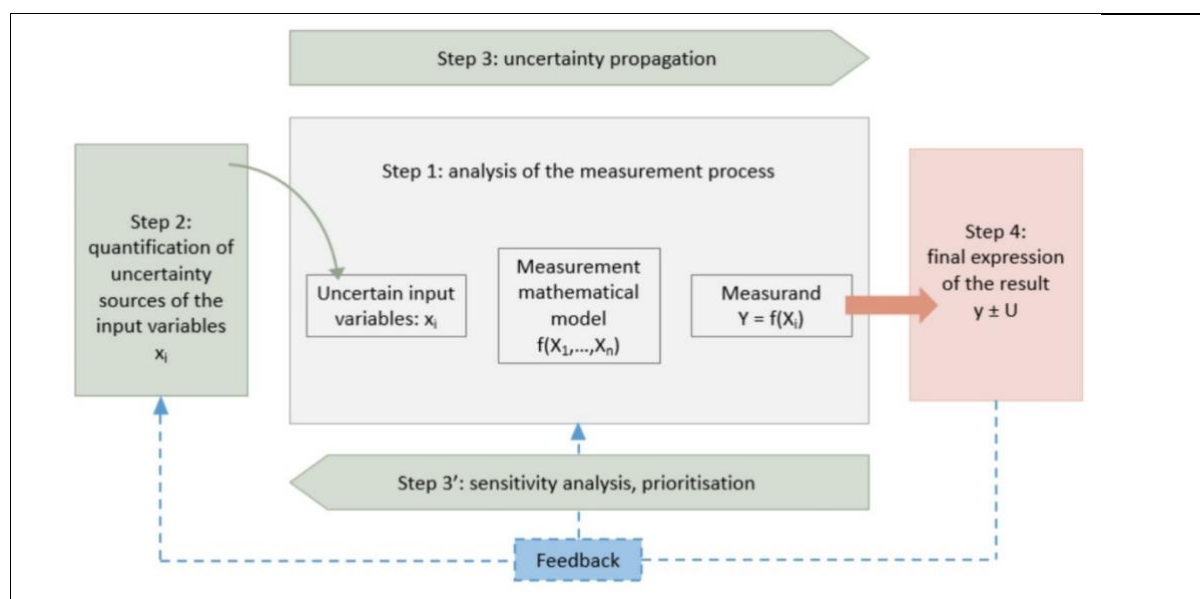 Step 3: uncertainty propagation
Step 1: analysis of the measurement process
Step 2:
quantification of
uncertainty
sources of the
input variables
xᵢ
Uncertain input
variables: xᵢ
Measurement
mathematical
model
f(X₁,...,Xₙ)
Measurand
Y = f(Xᵢ)
Step 4:
final expression
of the result
y ± U
Step 3’: sensitivity analysis, prioritisation
Feedback